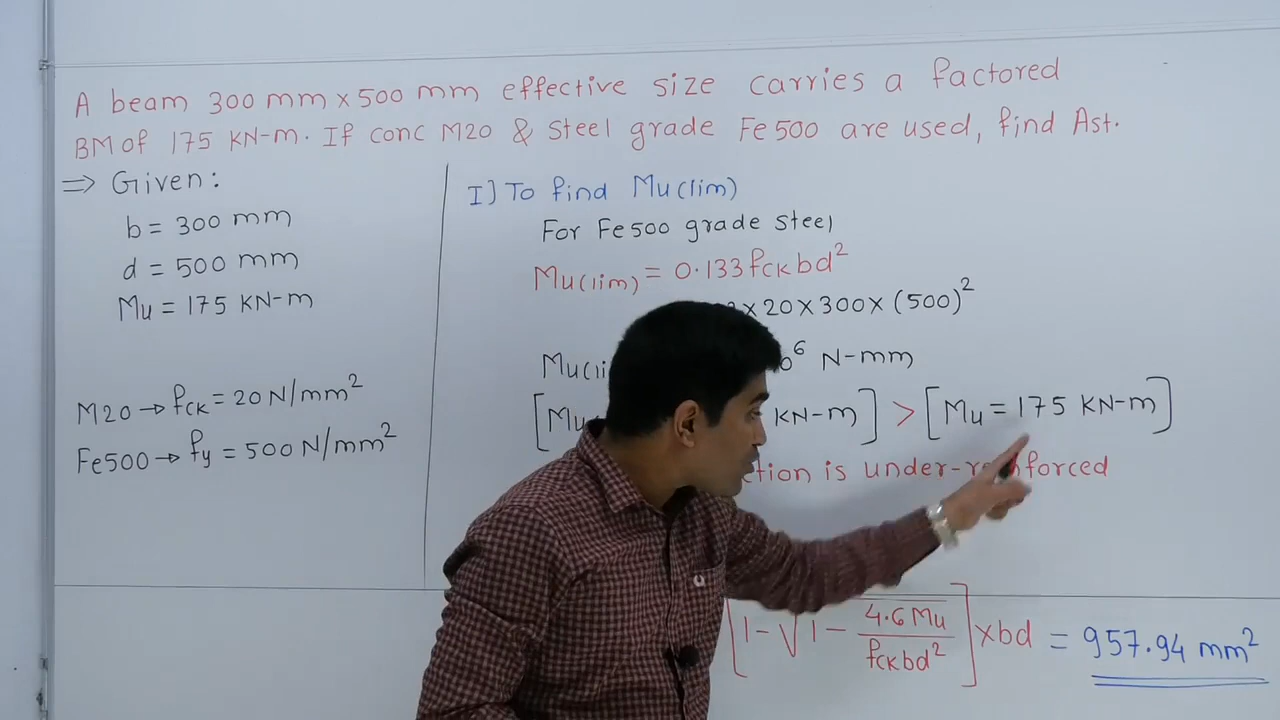 A beam 300 mm x 500 mm effective size carries a factored
BM of 175 KN-m. If conc M20 & Steel grade Fe500 are used, find Ast.
⇒ Given:
b = 300 mm
d = 500 mm
Mu = 175 KN-m
M20 → fck = 20 N/mm²
Fe500 → fy = 500 N/mm²
I] To find Mu(lim)
For Fe500 grade steel
Mu(lim) = 0.133 fck bd²
x 20 x 300 x (500)²
6 N-mm
KN-m] > [Mu = 175 KN-m]
is under-reinforced
[1-√1- 4.6 Mu / fck bd²] x bd = 957.94 mm²